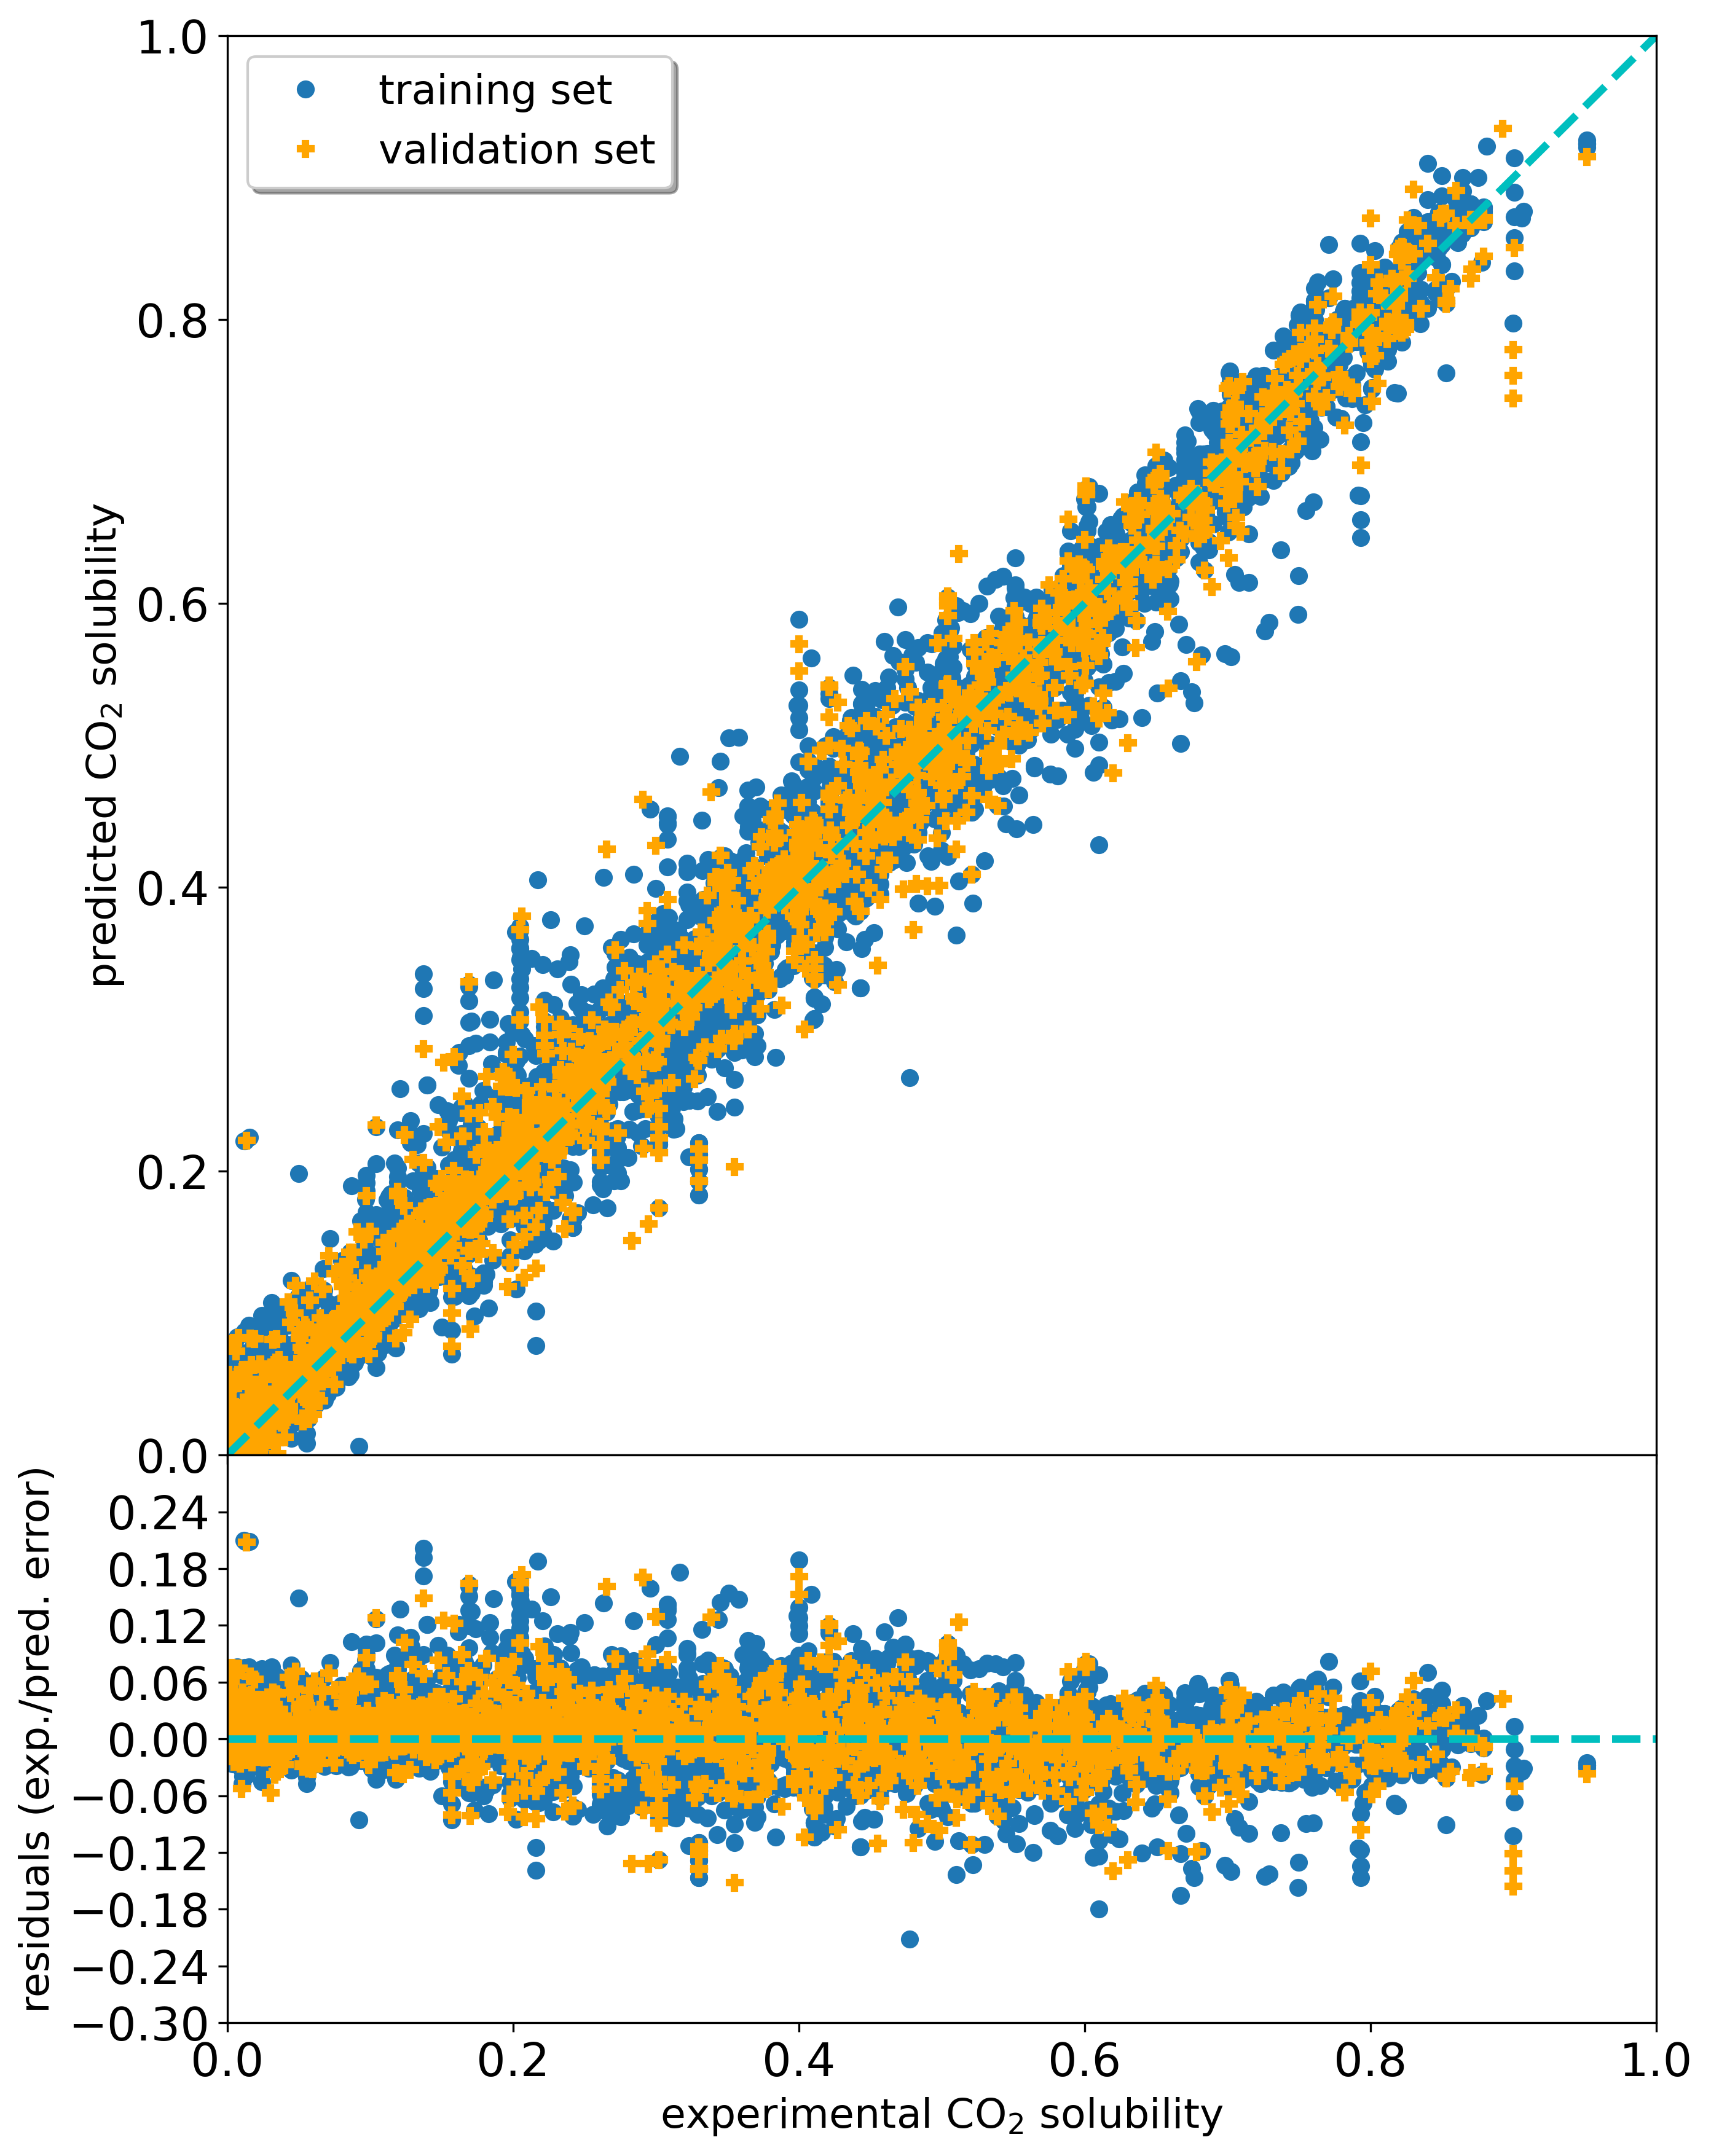 1.0
training set
validation set
0.8
0.6
predicted CO₂ solubility
0.4
0.2
0.0
0.24
0.18
0.12
0.06
0.00
−0.06
−0.12
−0.18
−0.24
−0.30
residuals (exp./pred. error)
0.0 0.2 0.4 0.6 0.8 1.0
experimental CO₂ solubility